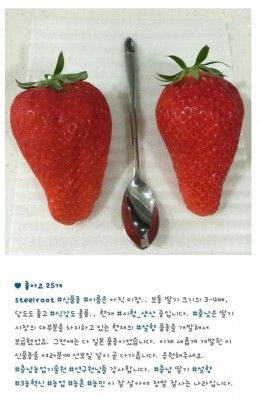 ♥ 좋아요 25개
steelroot #신품종 #이름은 아직 미정.. 보통 딸기 크기의 3-4배,
당도도 좋고 #식감도 훌륭.. 현재 #시험_생산 중입니다. #충남은 딸기
시장의 대부분을 차지하고 있는 현재의 #설향 품종을 개발해서
보급했었죠. 그전에는 다 일본 품종이었습니다. 이제 새롭게 개발된 이
신품종을 여러분께 선보일 날이 곧 다가옵니다. 응원해주세요.
#충남농업기술원 #연구원님들 감사합니다. #충남 #딸기 #설향
#3농혁신 #농업 #농촌 #농민 이 잘 살아야 정말 잘사는 나라입니다.